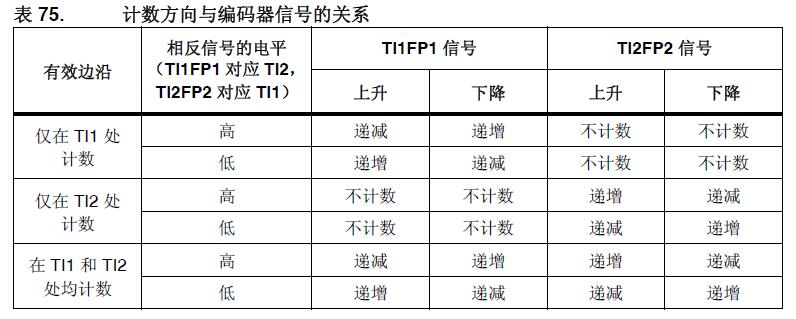 表 75. 计数方向与编码器信号的关系
有效边沿 相反信号的电平（TI1FP1 对应 TI2，TI2FP2 对应 TI1） TI1FP1 信号 TI2FP2 信号
上升 下降 上升 下降
仅在 TI1 处计数 高 递减 递增 不计数 不计数
低 递增 递减 不计数 不计数
仅在 TI2 处计数 高 不计数 不计数 递增 递减
低 不计数 不计数 递减 递增
在 TI1 和 TI2 处均计数 高 递减 递增 递增 递减
低 递增 递减 递减 递增